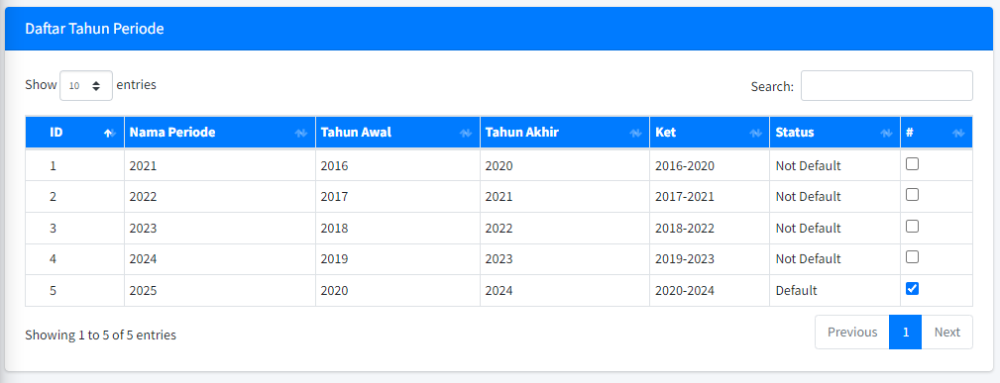 Daftar Tahun Periode
Show 10 entries Search:
ID Nama Periode Tahun Awal Tahun Akhir Ket Status #
1 2021 2016 2020 2016-2020 Not Default
2 2022 2017 2021 2017-2021 Not Default
3 2023 2018 2022 2018-2022 Not Default
4 2024 2019 2023 2019-2023 Not Default
5 2025 2020 2024 2020-2024 Default
Showing 1 to 5 of 5 entries Previous 1 Next